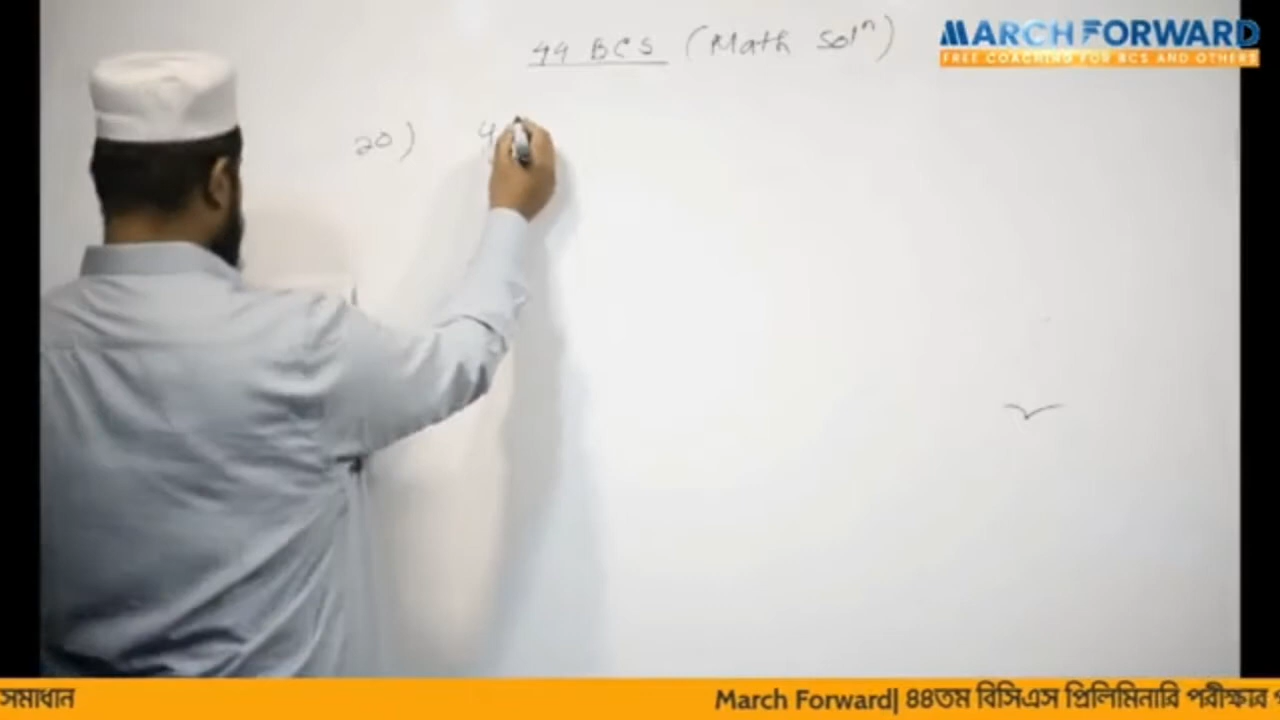 44 BCS (Math Solⁿ)
MARCH FORWARD
FREE COACHING FOR BCS AND OTHERS
20) 4
সমাধান
March Forward| ৪৪তম বিসিএস প্রিলিমিনারি পরীক্ষার